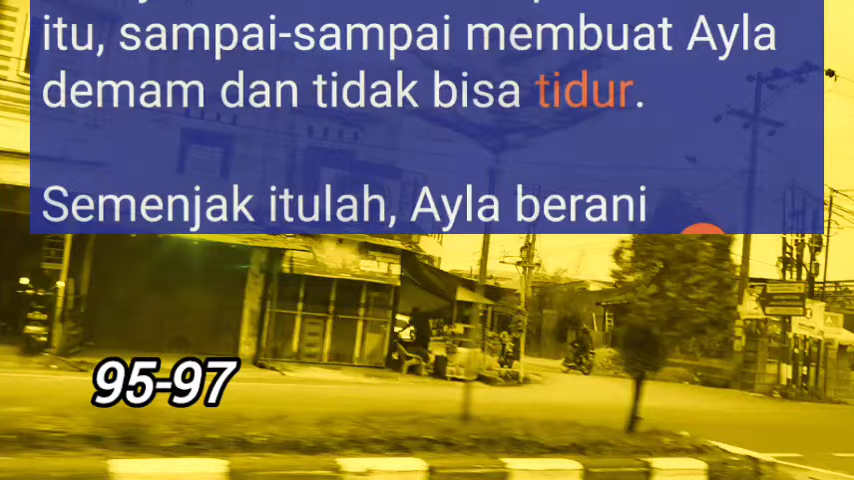 itu, sampai-sampai membuat Ayla
demam dan tidak bisa tidur.
Semenjak itulah, Ayla berani
95-97